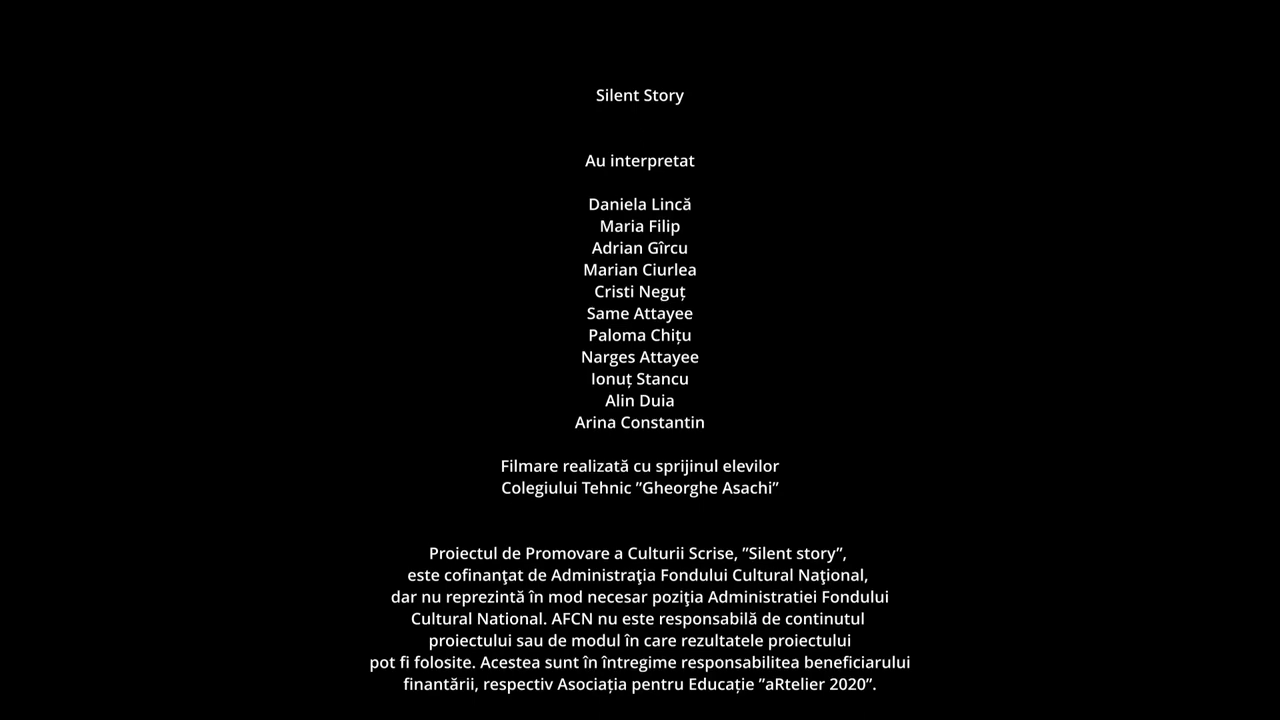 Silent Story
Au interpretat
Daniela Lincă
Maria Filip
Adrian Gîrcu
Marian Ciurlea
Cristi Neguț
Same Attayee
Paloma Chițu
Narges Attayee
Ionuț Stancu
Alin Duia
Arina Constantin
Filmare realizată cu sprijinul elevilor
Colegiului Tehnic ”Gheorghe Asachi”
Proiectul de Promovare a Culturii Scrise, ”Silent story”,
este cofinanţat de Administraţia Fondului Cultural Naţional,
dar nu reprezintă în mod necesar poziţia Administratiei Fondului
Cultural National. AFCN nu este responsabilă de continutul
proiectului sau de modul în care rezultatele proiectului
pot fi folosite. Acestea sunt în întregime responsabilitea beneficiarului
finantării, respectiv Asociația pentru Educație ”aRtelier 2020”.